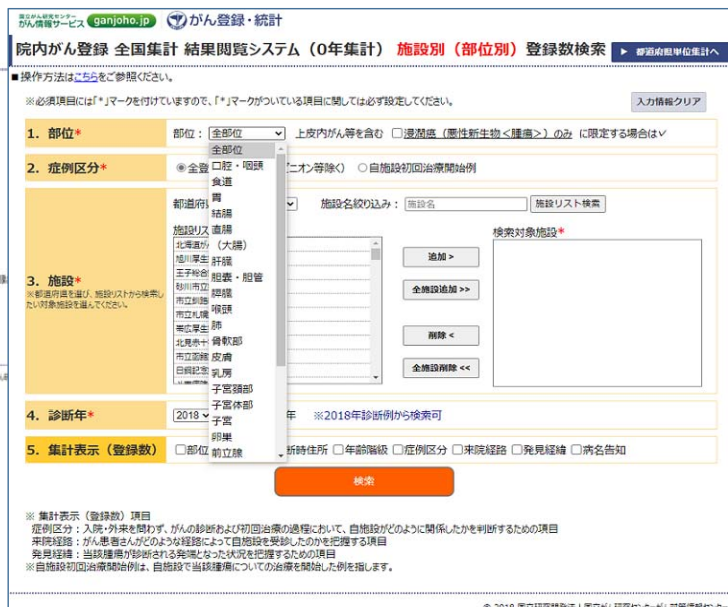 国立がん研究センター
がん情報サービス ganjoho.jp がん登録・統計
院内がん登録 全国集計 結果閲覧システム（0年集計） 施設別（部位別）登録数検索 ▶ 都道府県単位集計へ
■操作方法はこちらをご参照ください。
※必須項目には「*」マークを付けていますので、「*」マークがついている項目に関しては必ず設定してください。 入力情報クリア
1. 部位* 部位： 全部位 上皮内がん等を含む □浸潤癌（悪性新生物＜腫瘍＞）のみ に限定する場合は✓
全部位
口腔・咽頭
食道
胃
結腸
直腸
（大腸）
肝臓
胆嚢・胆管
膵臓
喉頭
肺
骨軟部
皮膚
乳房
子宮頸部
子宮体部
子宮
卵巣
前立腺
2. 症例区分* 全登 ニオン等除く） 自施設初回治療開始例
都道府 施設名絞り込み： 施設名 施設リスト検索
施設リス 検索対象施設*
北海道が
旭川厚生
王子総合
砂川市立
市立釧路
市立札幌
帯広厚生
北見赤十
市立函館
日鋼記念
3. 施設*
※都道府県を選び、施設リストから検索し
たい対象施設を選んでください。
追加 >
全施設追加 >>
削除 <
全施設削除 <<
4. 診断年* 2018 年 ※2018年診断例から検索可
5. 集計表示（登録数） □部位 断時住所 □年齢階級 □症例区分 □来院経路 □発見経緯 □病名告知
検索
※ 集計表示（登録数）項目
症例区分：入院・外来を問わず、がんの診断および初回治療の過程において、自施設がどのように関係したかを判断するための項目
来院経路：がん患者さんがどのような経路によって自施設を受診したのかを把握する項目
発見経緯：当該腫瘍が診断される発端となった状況を把握するための項目
※自施設初回治療開始例は、自施設で当該腫瘍についての治療を開始した例を指します。